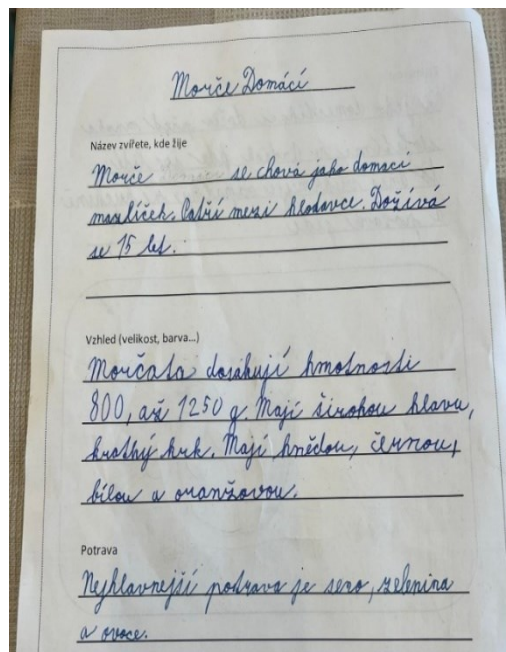 Morče Domácí
Název zvířete, kde žije
Morče se chová jako domací
mazlíček. Patří mezi hlodavce. Dožívá
se 15 let.
Vzhled (velikost, barva...)
Morčata dosahují hmotnosti
800, až 1250 g. Mají širokou hlavu,
krathý krk. Mají hnědou, černou,
bílou a oranžovou.
Potrava
Nejhlavnejší potrava je seno, zelenina
a ovoce.